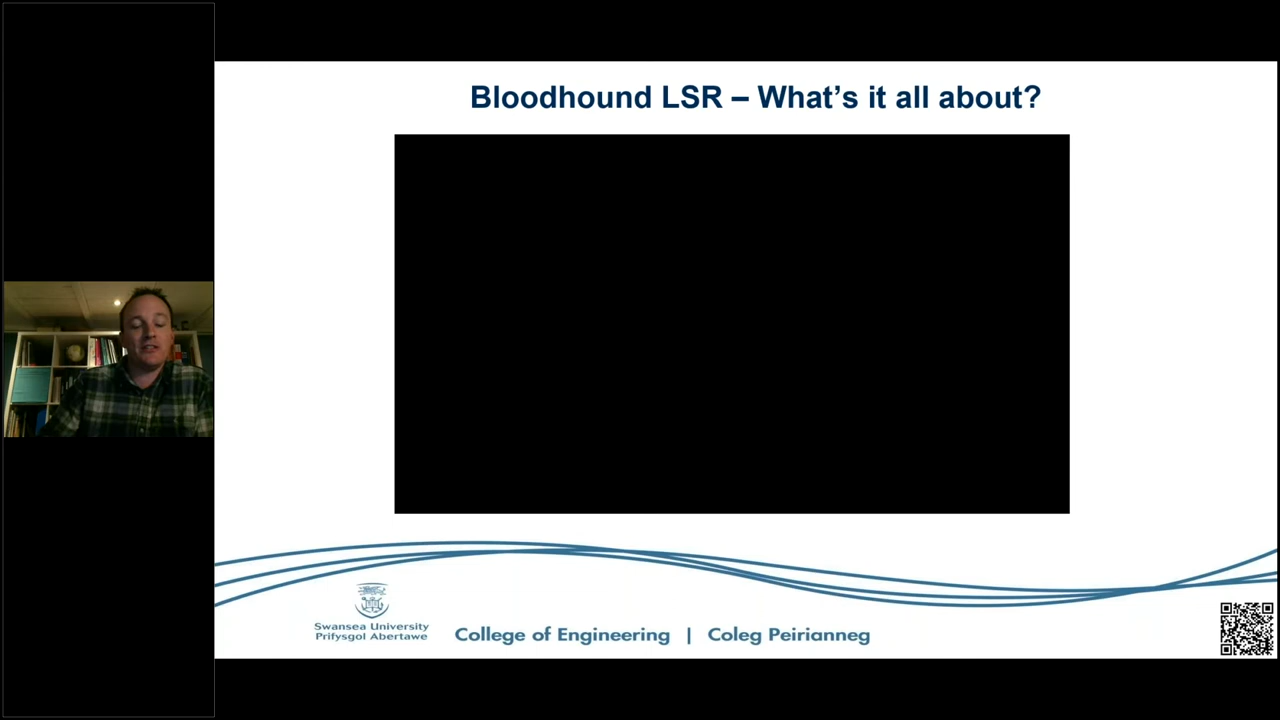 Bloodhound LSR – What's it all about?
Swansea University
Prifysgol Abertawe
College of Engineering | Coleg Peirianneg